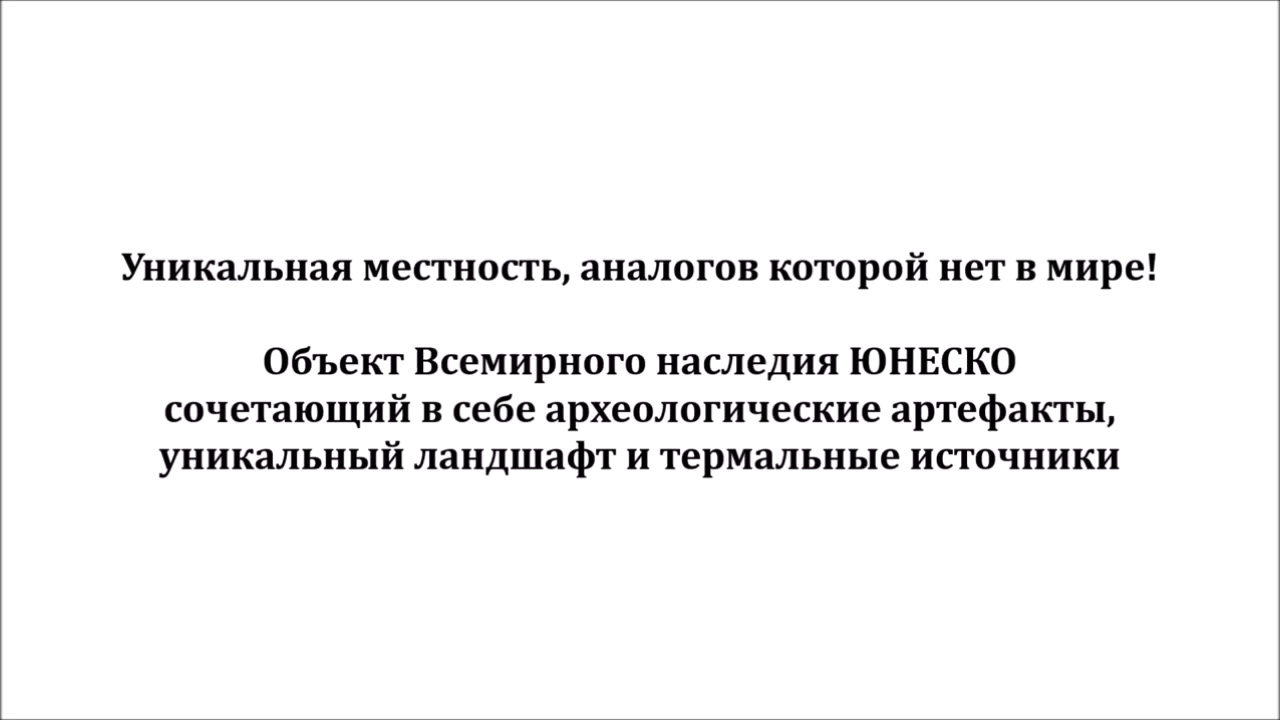 Уникальная местность, аналогов которой нет в мире!
Объект Всемирного наследия ЮНЕСКО
сочетающий в себе археологические артефакты,
уникальный ландшафт и термальные источники